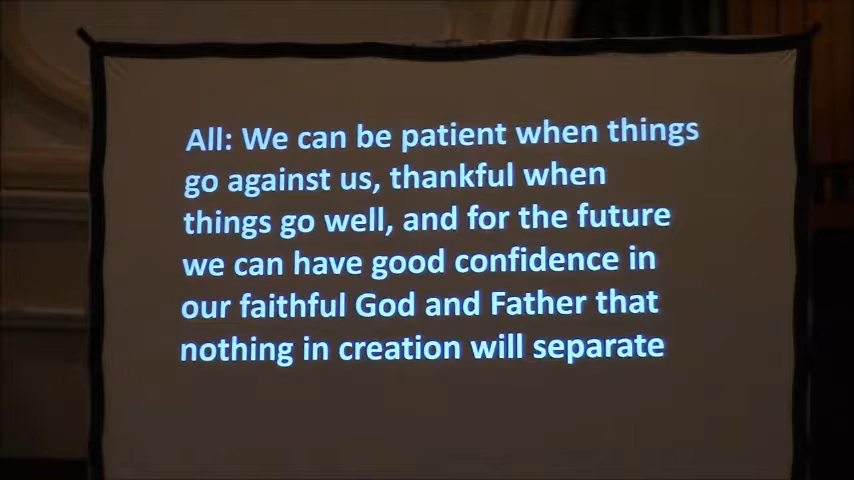 All: We can be patient when things
go against us, thankful when
things go well, and for the future
we can have good confidence in
our faithful God and Father that
nothing in creation will separate